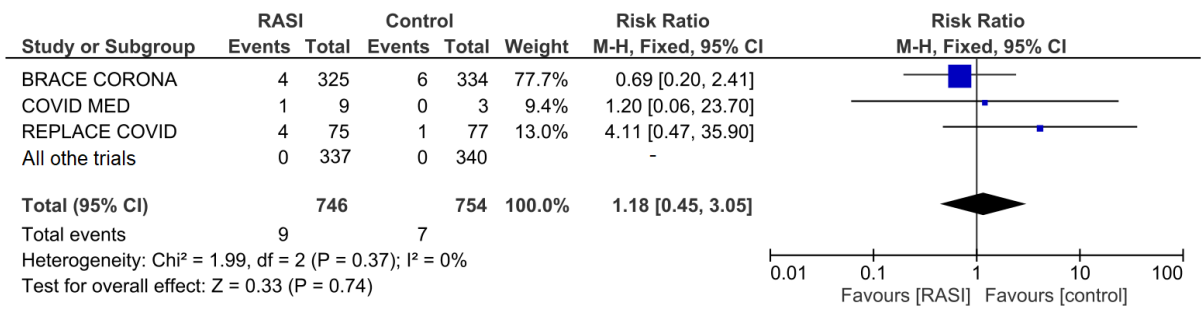 RASI Control Risk Ratio Risk Ratio
Study or Subgroup Events Total Events Total Weight M-H, Fixed, 95% CI M-H, Fixed, 95% CI
BRACE CORONA 4 325 6 334 77.7% 0.69 [0.20, 2.41]
COVID MED 1 9 0 3 9.4% 1.20 [0.06, 23.70]
REPLACE COVID 4 75 1 77 13.0% 4.11 [0.47, 35.90]
All othe trials 0 337 0 340 -
Total (95% CI) 746 754 100.0% 1.18 [0.45, 3.05]
Total events 9 7
Heterogeneity: Chi² = 1.99, df = 2 (P = 0.37); I² = 0%
Test for overall effect: Z = 0.33 (P = 0.74)
0.01 0.1 1 10 100
Favours [RASI] Favours [control]